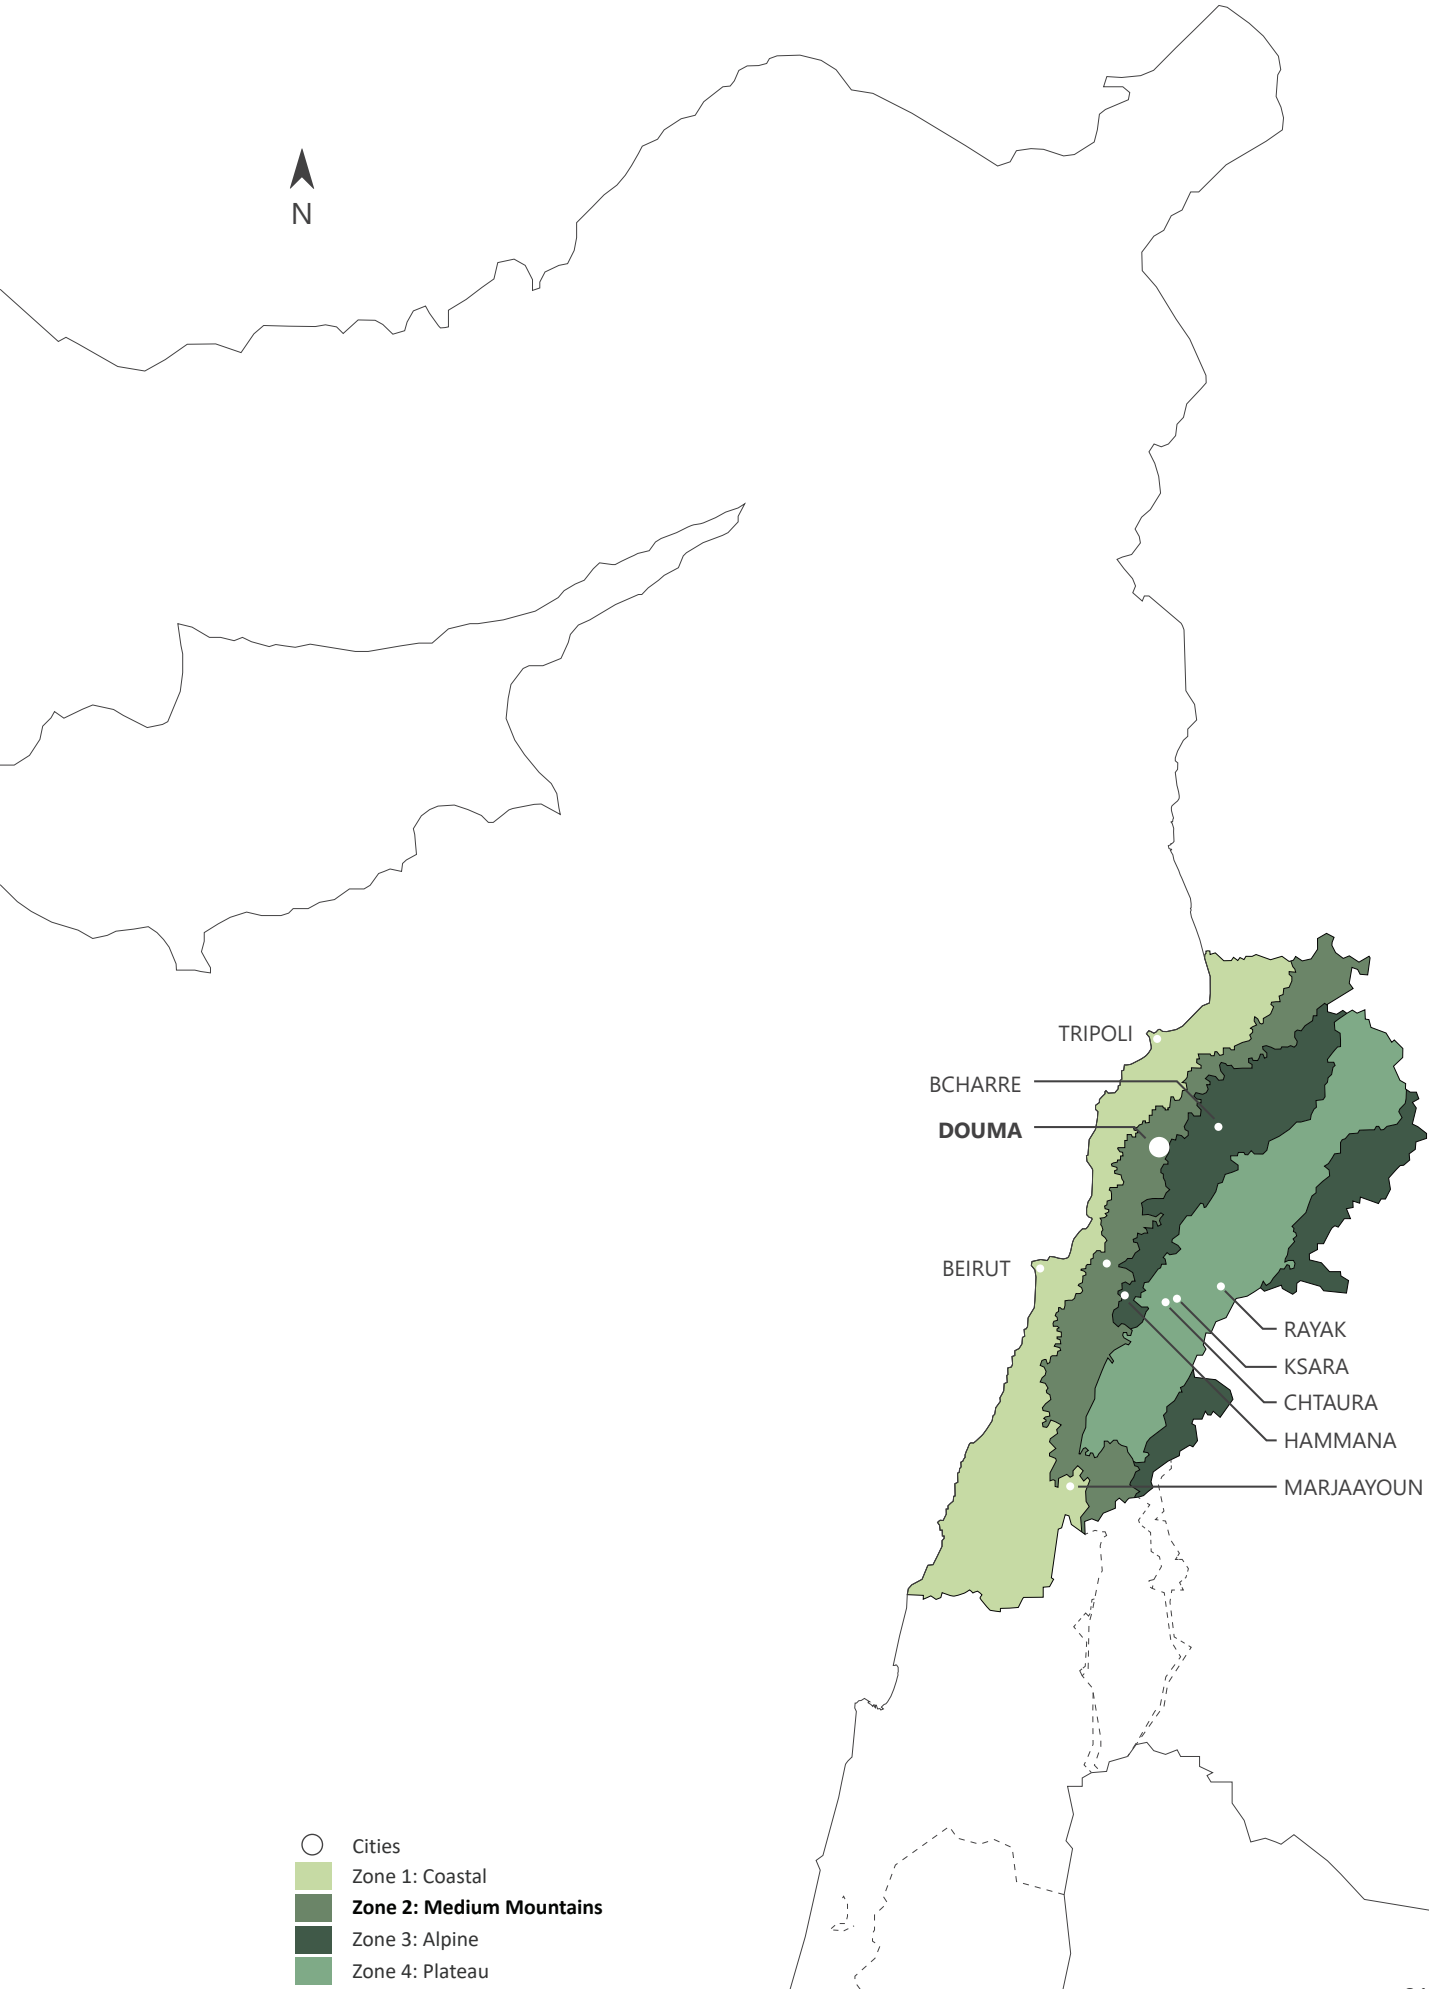 N
TRIPOLI
BCHARRE
DOUMA
BEIRUT
RAYAK
KSARA
CHTAURA
HAMMANA
MARJAAYOUN
Cities
Zone 1: Coastal
Zone 2: Medium Mountains
Zone 3: Alpine
Zone 4: Plateau